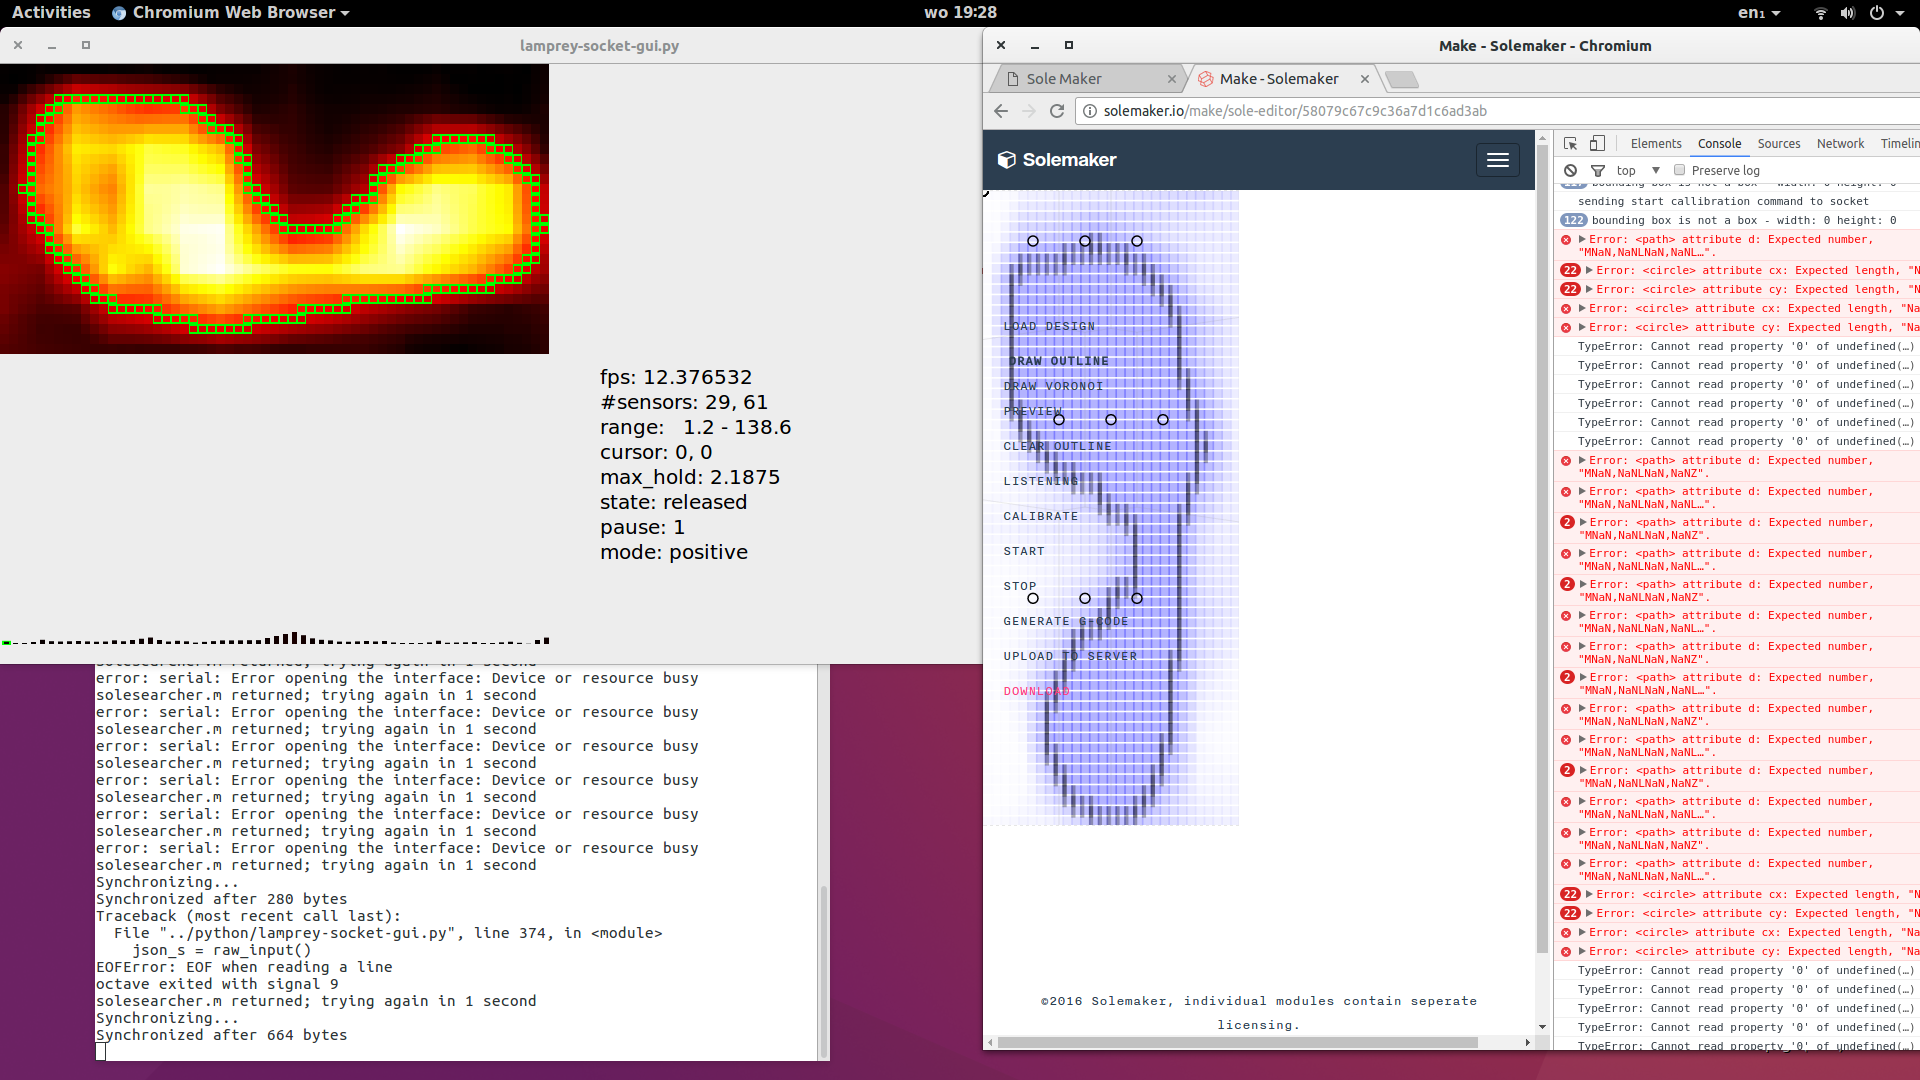 Activities
Chromium Web Browser
wo 19:28
en₁
lamprey-socket-gui.py
fps: 12.376532
#sensors: 29, 61
range: 1.2 - 138.6
cursor: 0, 0
max_hold: 2.1875
state: released
pause: 1
mode: positive
error: serial: Error opening the interface: Device or resource busy
solesearcher.m returned; trying again in 1 second
error: serial: Error opening the interface: Device or resource busy
solesearcher.m returned; trying again in 1 second
error: serial: Error opening the interface: Device or resource busy
solesearcher.m returned; trying again in 1 second
error: serial: Error opening the interface: Device or resource busy
solesearcher.m returned; trying again in 1 second
error: serial: Error opening the interface: Device or resource busy
solesearcher.m returned; trying again in 1 second
error: serial: Error opening the interface: Device or resource busy
solesearcher.m returned; trying again in 1 second
Synchronizing...
Synchronized after 280 bytes
Traceback (most recent call last):
File "../python/lamprey-socket-gui.py", line 374, in <module>
json_s = raw_input()
EOFError: EOF when reading a line
octave exited with signal 9
solesearcher.m returned; trying again in 1 second
Synchronizing...
Synchronized after 664 bytes
Make - Solemaker - Chromium
Sole Maker
Make - Solemaker
solemaker.io/make/sole-editor/58079c67c9c36a7d1c6ad3ab
Solemaker
LOAD DESIGN
DRAW OUTLINE
DRAW VORONOI
PREVIEW
CLEAR OUTLINE
LISTENING
CALIBRATE
START
STOP
GENERATE G-CODE
UPLOAD TO SERVER
DOWNLOAD
©2016 Solemaker, individual modules contain seperate
licensing.
Elements Console Sources Network Timelin
top Preserve log
bounding box is not a box - width: 0 height: 0
sending start callibration command to socket
122 bounding box is not a box - width: 0 height: 0
Error: <path> attribute d: Expected number,
"MNaN,NaNLNaN,NaNL…".
22 Error: <circle> attribute cx: Expected length, "N
22 Error: <circle> attribute cy: Expected length, "N
Error: <circle> attribute cx: Expected length, "Na
Error: <circle> attribute cy: Expected length, "Na
TypeError: Cannot read property '0' of undefined(…)
TypeError: Cannot read property '0' of undefined(…)
TypeError: Cannot read property '0' of undefined(…)
TypeError: Cannot read property '0' of undefined(…)
TypeError: Cannot read property '0' of undefined(…)
TypeError: Cannot read property '0' of undefined(…)
Error: <path> attribute d: Expected number,
"MNaN,NaNLNaN,NaNZ".
Error: <path> attribute d: Expected number,
"MNaN,NaNLNaN,NaNL…".
2 Error: <path> attribute d: Expected number,
"MNaN,NaNLNaN,NaNZ".
Error: <path> attribute d: Expected number,
"MNaN,NaNLNaN,NaNL…".
2 Error: <path> attribute d: Expected number,
"MNaN,NaNLNaN,NaNZ".
Error: <path> attribute d: Expected number,
"MNaN,NaNLNaN,NaNL…".
Error: <path> attribute d: Expected number,
"MNaN,NaNLNaN,NaNZ".
2 Error: <path> attribute d: Expected number,
"MNaN,NaNLNaN,NaNL…".
Error: <path> attribute d: Expected number,
"MNaN,NaNLNaN,NaNZ".
Error: <path> attribute d: Expected number,
"MNaN,NaNLNaN,NaNL…".
2 Error: <path> attribute d: Expected number,
"MNaN,NaNLNaN,NaNZ".
Error: <path> attribute d: Expected number,
"MNaN,NaNLNaN,NaNL…".
Error: <path> attribute d: Expected number,
"MNaN,NaNLNaN,NaNZ".
Error: <path> attribute d: Expected number,
"MNaN,NaNLNaN,NaNL…".
22 Error: <circle> attribute cx: Expected length, "N
22 Error: <circle> attribute cy: Expected length, "N
Error: <circle> attribute cx: Expected length, "Na
Error: <circle> attribute cy: Expected length, "Na
TypeError: Cannot read property '0' of undefined(…)
TypeError: Cannot read property '0' of undefined(…)
TypeError: Cannot read property '0' of undefined(…)
TypeError: Cannot read property '0' of undefined(…)
TypeError: Cannot read property '0' of undefined(…)